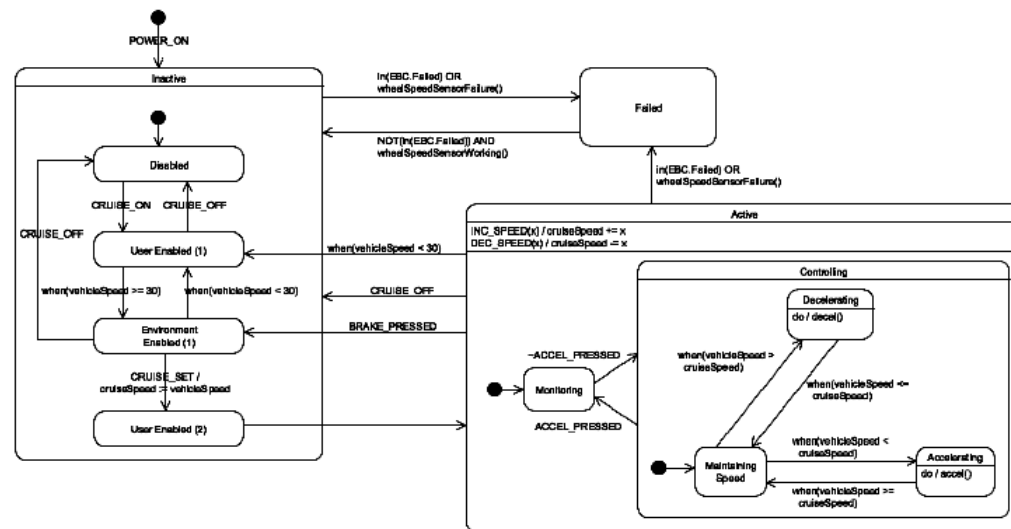 POWER_ON
Inactive
in(EBC.Failed) OR
wheelSpeedSensorFailure()
Failed
NOT(in(EBC.Failed)) AND
wheelSpeedSensorWorking()
Disabled
in(EBC.Failed) OR
wheelSpeedSensorFailure()
CRUISE_ON
CRUISE_OFF
CRUISE_OFF
Active
INC_SPEED(x) / cruiseSpeed += x
DEC_SPEED(x) / cruiseSpeed -= x
User Enabled (1)
when(vehicleSpeed < 30)
Controlling
when(vehicleSpeed >= 30)
when(vehicleSpeed < 30)
CRUISE_OFF
Decelerating
do / decel()
Environment
Enabled (1)
BRAKE_PRESSED
~ACCEL_PRESSED
when(vehicleSpeed >
cruiseSpeed)
CRUISE_SET /
cruiseSpeed := vehicleSpeed
Monitoring
when(vehicleSpeed <=
cruiseSpeed)
User Enabled (2)
ACCEL_PRESSED
when(vehicleSpeed <
cruiseSpeed)
Maintaining
Speed
Accelerating
do / accel()
when(vehicleSpeed >=
cruiseSpeed)